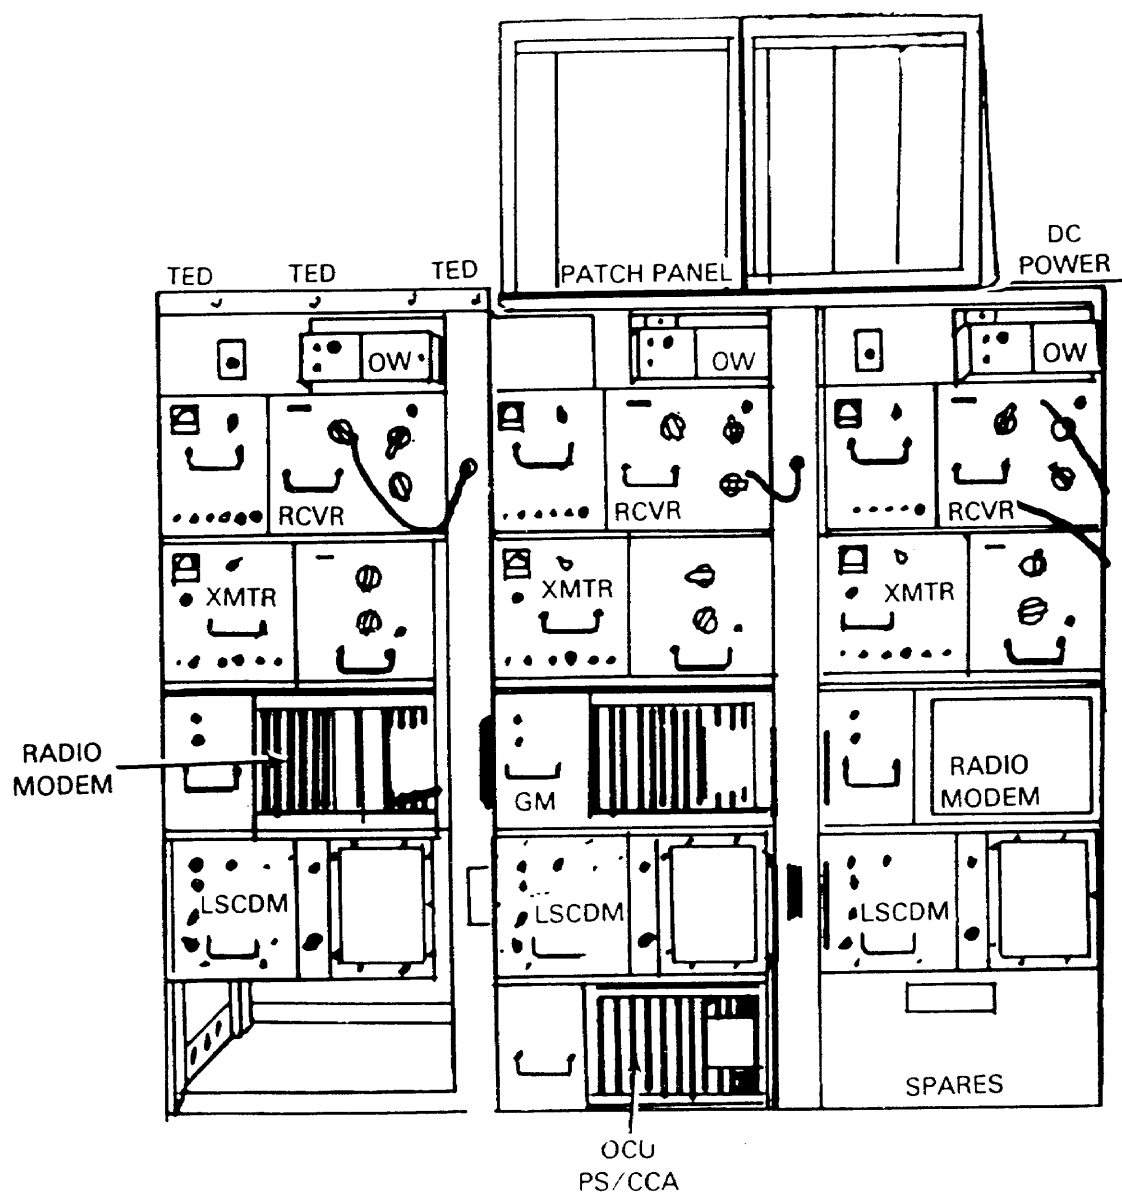 DC
POWER
TED TED TED PATCH PANEL
OW OW OW
RCVR RCVR RCVR
XMTR XMTR XMTR
RADIO
MODEM
GM
RADIO
MODEM
LSCDM LSCDM LSCDM
SPARES
OCU
PS/CCA